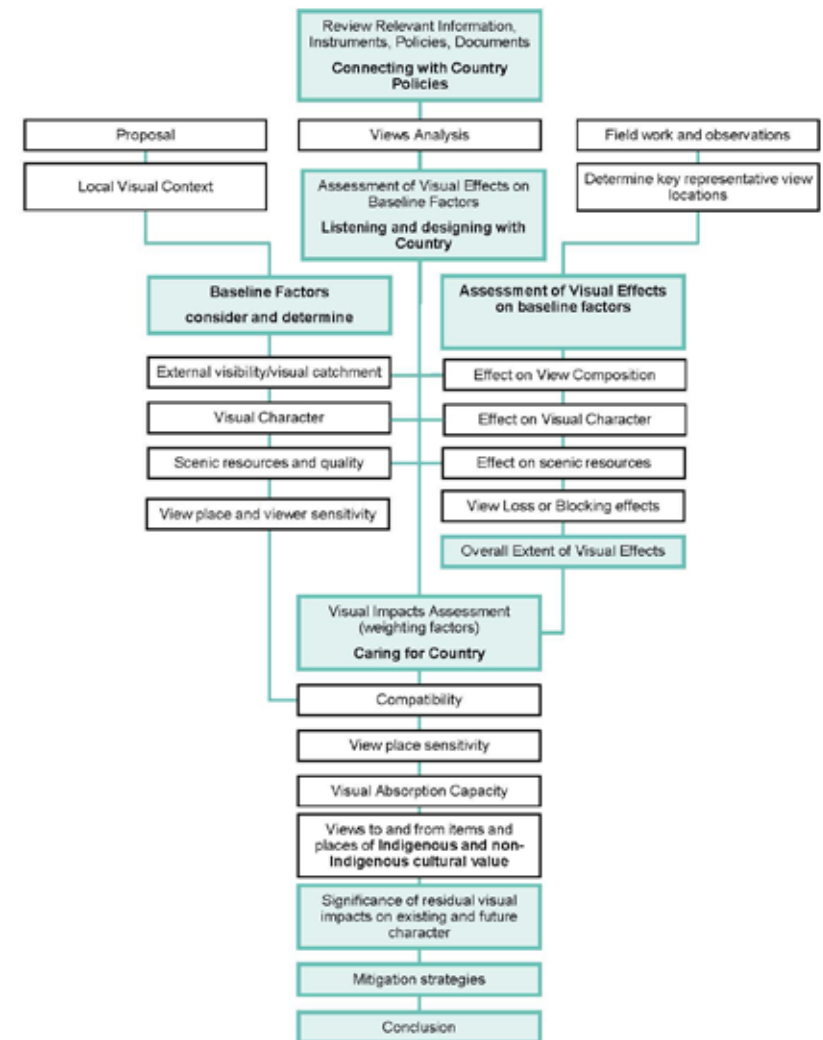 Review Relevant Information,
Instruments, Policies, Documents
Connecting with Country
Policies
Proposal
Views Analysis
Field work and observations
Local Visual Context
Assessment of Visual Effects on
Baseline Factors
Listening and designing with
Country
Determine key representative view
locations
Baseline Factors
consider and determine
Assessment of Visual Effects
on baseline factors
External visibility/visual catchment
Effect on View Composition
Visual Character
Effect on Visual Character
Scenic resources and quality
Effect on scenic resources
View place and viewer sensitivity
View Loss or Blocking effects
Overall Extent of Visual Effects
Visual Impacts Assessment
(weighting factors)
Caring for Country
Compatibility
View place sensitivity
Visual Absorption Capacity
Views to and from items and
places of Indigenous and non-
Indigenous cultural value
Significance of residual visual
impacts on existing and future
character
Mitigation strategies
Conclusion